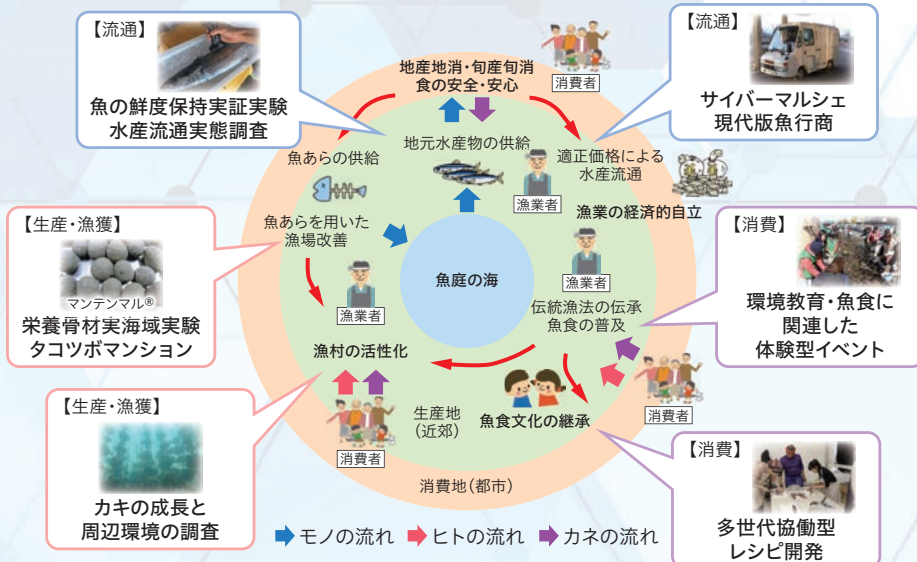 【流通】
魚の鮮度保持実証実験
水産流通実態調査
地産地消・旬産旬消
食の安全・安心
消費者
【流通】
サイバーマルシェ
現代版魚行商
魚あらの供給
地元水産物の供給
漁業者
適正価格による
水産流通
漁業の経済的自立
【生産・漁獲】
マンテンマル®
栄養骨材実海域実験
タコツボマンション
魚あらを用いた
漁場改善
漁業者
魚庭の海
漁業者
伝統漁法の伝承
魚食の普及
【消費】
環境教育・魚食に
関連した
体験型イベント
漁村の活性化
消費者
【生産・漁獲】
カキの成長と
周辺環境の調査
消費者
生産地
(近郊)
魚食文化の継承
消費地(都市)
【消費】
多世代協働型
レシピ開発
モノの流れ
ヒトの流れ
カネの流れ